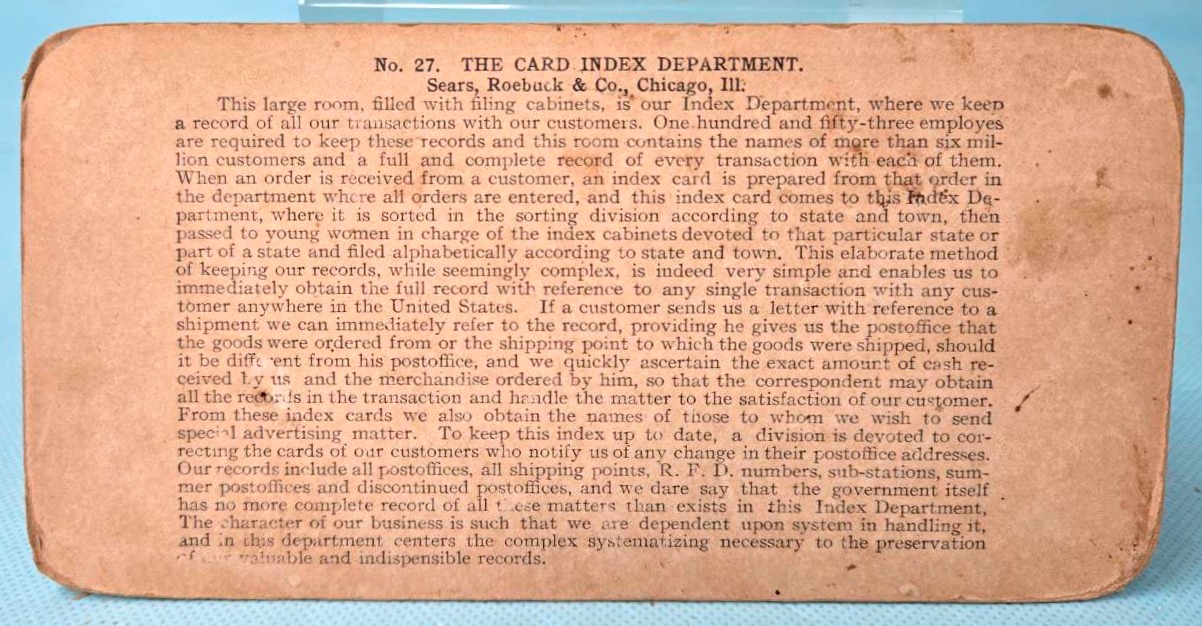 No. 27. THE CARD INDEX DEPARTMENT.
Sears, Roebuck & Co., Chicago, Ill.
This large room, filled with filing cabinets, is our Index Department, where we keep
a record of all our transactions with our customers. One hundred and fifty-three employes
are required to keep these records and this room contains the names of more than six mil-
lion customers and a full and complete record of every transaction with each of them.
When an order is received from a customer, an index card is prepared from that order in
the department where all orders are entered, and this index card comes to this Index De-
partment, where it is sorted in the sorting division according to state and town, then
passed to young women in charge of the index cabinets devoted to that particular state or
part of a state and filed alphabetically according to state and town. This elaborate method
of keeping our records, while seemingly complex, is indeed very simple and enables us to
immediately obtain the full record with reference to any single transaction with any cus-
tomer anywhere in the United States. If a customer sends us a letter with reference to a
shipment we can immediately refer to the record, providing he gives us the postoffice that
the goods were ordered from or the shipping point to which the goods were shipped, should
it be different from his postoffice, and we quickly ascertain the exact amount of cash re-
ceived by us and the merchandise ordered by him, so that the correspondent may obtain
all the records in the transaction and handle the matter to the satisfaction of our customer.
From these index cards we also obtain the names of those to whom we wish to send
special advertising matter. To keep this index up to date, a division is devoted to cor-
recting the cards of our customers who notify us of any change in their postoffice addresses.
Our records include all postoffices, all shipping points, R. F. D. numbers, sub-stations, sum-
mer postoffices and discontinued postoffices, and we dare say that the government itself
has no more complete record of all these matters than exists in this Index Department,
The character of our business is such that we are dependent upon system in handling it,
and in this department centers the complex systematizing necessary to the preservation
of our valuable and indispensible records.